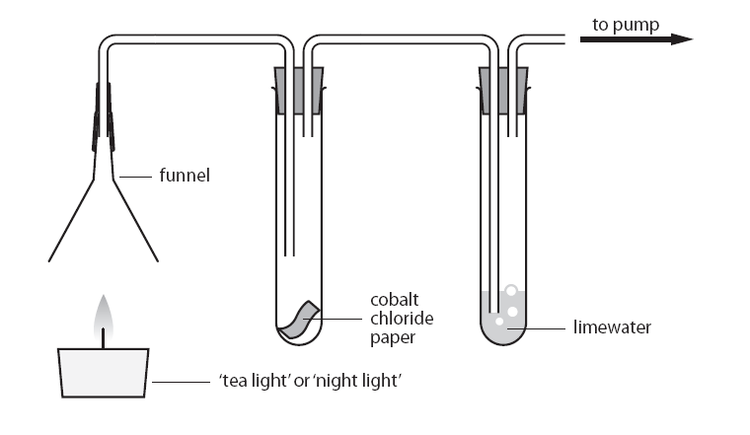 to pump
funnel
cobalt
chloride
paper
limewater
‘tea light’ or ‘night light’